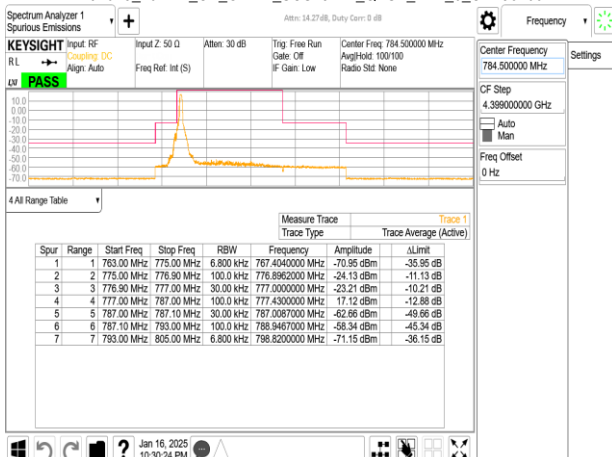 Spectrum Analyzer 1
Spurious Emissions
Attn: 14.27dB, Duty Corr: 0 dB
Frequency
KEYSIGHT
RL
PASS
Input: RF
Coupling: DC
Align: Auto
Input Z: 50 Ω
Freq Ref: Int (S)
Atten: 30 dB
Trig: Free Run
Gate: Off
IF Gain: Low
Center Freq: 784.500000 MHz
Avg|Hold: 100/100
Radio Std: None
Center Frequency
784.500000 MHz
Settings
CF Step
4.399000000 GHz
Auto
Man
Freq Offset
0 Hz
10.0
0.00
-10.0
-20.0
-30.0
-40.0
-50.0
-60.0
-70.0
4 All Range Table
Measure Trace Trace 1
Trace Type Trace Average (Active)
Spur Range Start Freq Stop Freq RBW Frequency Amplitude ΔLimit
1 1 763.00 MHz 775.00 MHz 6.800 kHz 767.4040000 MHz -70.95 dBm -35.95 dB
2 2 775.00 MHz 776.90 MHz 100.0 kHz 776.8962000 MHz -24.13 dBm -11.13 dB
3 3 776.90 MHz 777.00 MHz 30.00 kHz 777.0000000 MHz -23.21 dBm -10.21 dB
4 4 777.00 MHz 787.00 MHz 100.0 kHz 777.4300000 MHz 17.12 dBm -12.88 dB
5 5 787.00 MHz 787.10 MHz 30.00 kHz 787.0087000 MHz -62.66 dBm -49.66 dB
6 6 787.10 MHz 793.00 MHz 100.0 kHz 788.9467000 MHz -58.34 dBm -45.34 dB
7 7 793.00 MHz 805.00 MHz 6.800 kHz 798.8200000 MHz -71.15 dBm -36.15 dB
Jan 16, 2025
10:30:24 PM